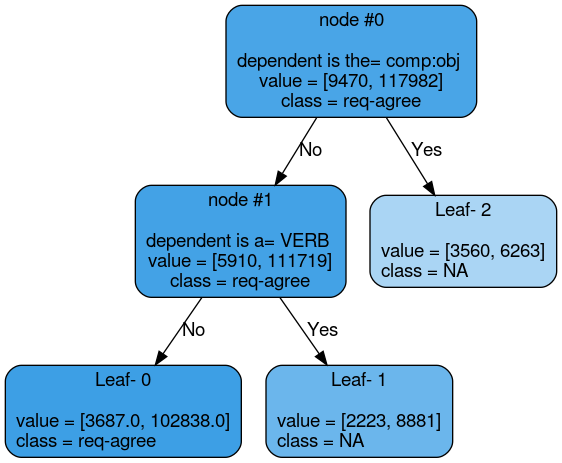 node #0
dependent is the= comp:obj
value = [9470, 117982]
class = req-agree
No
Yes
node #1
dependent is a= VERB
value = [5910, 111719]
class = req-agree
Leaf- 2
value = [3560, 6263]
class = NA
No
Yes
Leaf- 0
value = [3687.0, 102838.0]
class = req-agree
Leaf- 1
value = [2223, 8881]
class = NA